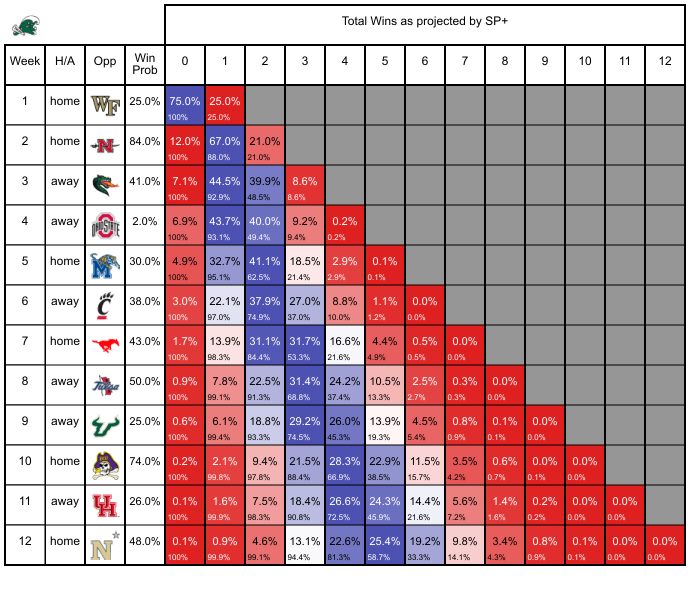 Total Wins as projected by SP+
Week H/A Opp Win Prob 0 1 2 3 4 5 6 7 8 9 10 11 12
1 home WF 25.0% 75.0% 25.0%
100% 25.0%
2 home N 84.0% 12.0% 67.0% 21.0%
100% 88.0% 21.0%
3 away 41.0% 7.1% 44.5% 39.9% 8.6%
100% 92.9% 48.5% 8.6%
4 away OHIO STATE 2.0% 6.9% 43.7% 40.0% 9.2% 0.2%
100% 93.1% 49.4% 9.4% 0.2%
5 home M 30.0% 4.9% 32.7% 41.1% 18.5% 2.9% 0.1%
100% 95.1% 62.5% 21.4% 2.9% 0.1%
6 away C 38.0% 3.0% 22.1% 37.9% 27.0% 8.8% 1.1% 0.0%
100% 97.0% 74.9% 37.0% 10.0% 1.2% 0.0%
7 home 43.0% 1.7% 13.9% 31.1% 31.7% 16.6% 4.4% 0.5% 0.0%
100% 98.3% 84.4% 53.3% 21.6% 4.9% 0.5% 0.0%
8 away Tulsa 50.0% 0.9% 7.8% 22.5% 31.4% 24.2% 10.5% 2.5% 0.3% 0.0%
100% 99.1% 91.3% 68.8% 37.4% 13.3% 2.7% 0.3% 0.0%
9 away U 25.0% 0.6% 6.1% 18.8% 29.2% 26.0% 13.9% 4.5% 0.8% 0.1% 0.0%
100% 99.4% 93.3% 74.5% 45.3% 19.3% 5.4% 0.9% 0.1% 0.0%
10 home 74.0% 0.2% 2.1% 9.4% 21.5% 28.3% 22.9% 11.5% 3.5% 0.6% 0.0% 0.0%
100% 99.8% 97.8% 88.4% 66.9% 38.5% 15.7% 4.2% 0.7% 0.1% 0.0%
11 away UH 26.0% 0.1% 1.6% 7.5% 18.4% 26.6% 24.3% 14.4% 5.6% 1.4% 0.2% 0.0% 0.0%
100% 99.9% 98.3% 90.8% 72.5% 45.9% 21.6% 7.2% 1.6% 0.2% 0.0% 0.0%
12 home N 48.0% 0.1% 0.9% 4.6% 13.1% 22.6% 25.4% 19.2% 9.8% 3.4% 0.8% 0.1% 0.0% 0.0%
100% 99.9% 99.1% 94.4% 81.3% 58.7% 33.3% 14.1% 4.3% 0.9% 0.1% 0.0% 0.0%